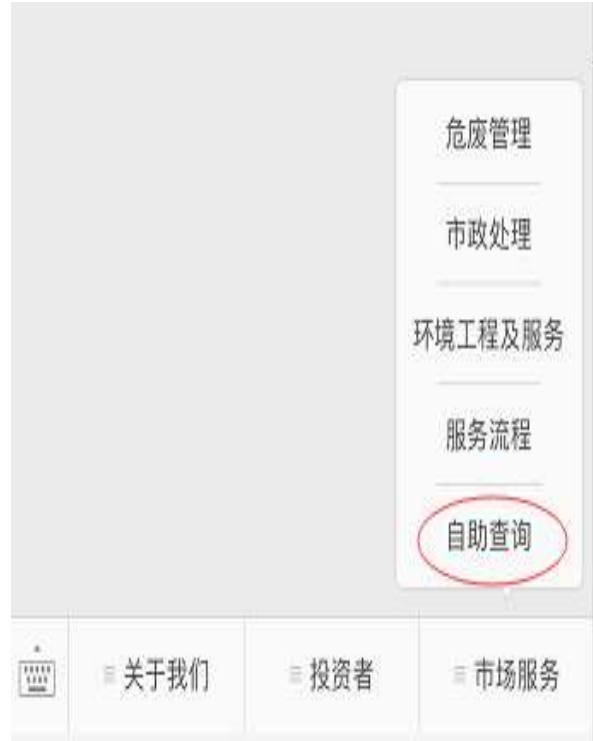 危废管理
市政处理
环境工程及服务
服务流程
自助查询
关于我们
投资者
市场服务